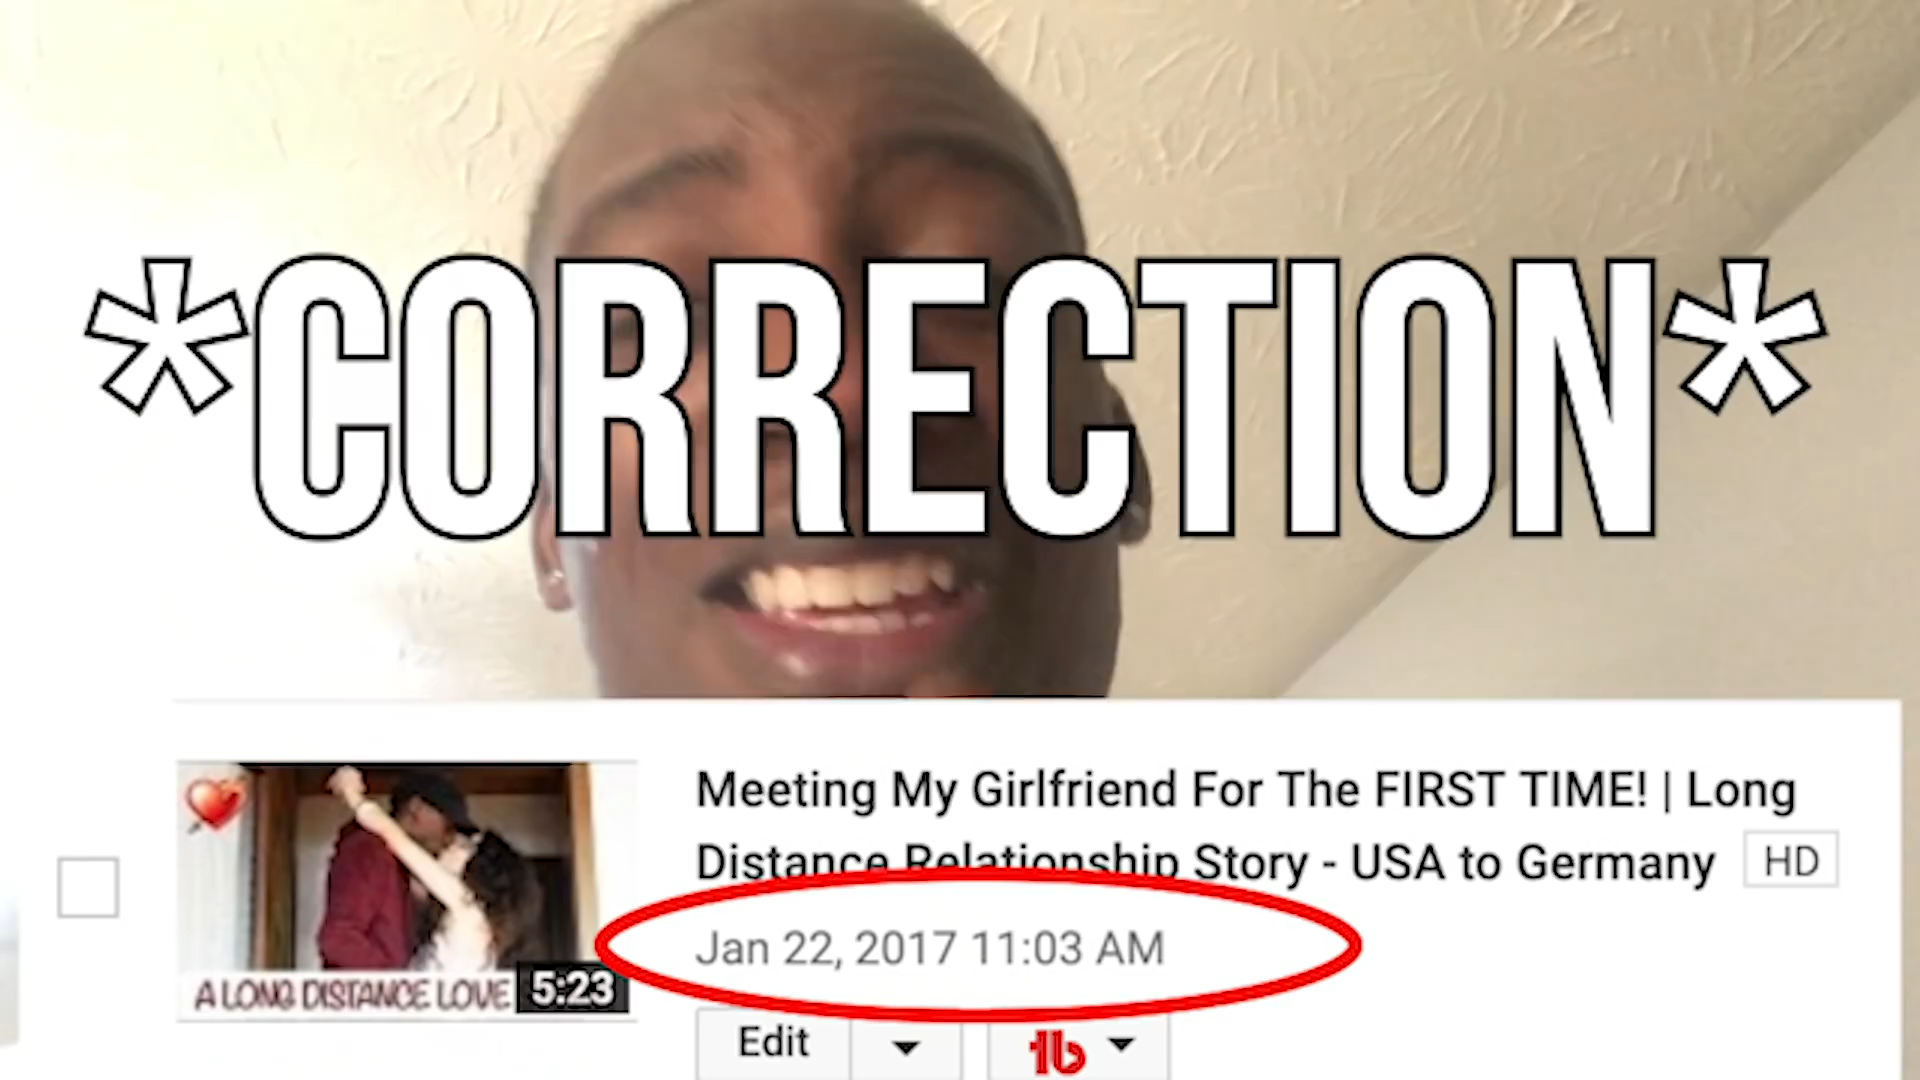 *CORRECTION*
Meeting My Girlfriend For The FIRST TIME! | Long
Distance Relationship Story - USA to Germany HD
Jan 22, 2017 11:03 AM
A LONG DISTANCE LOVE 5:23
Edit
tb